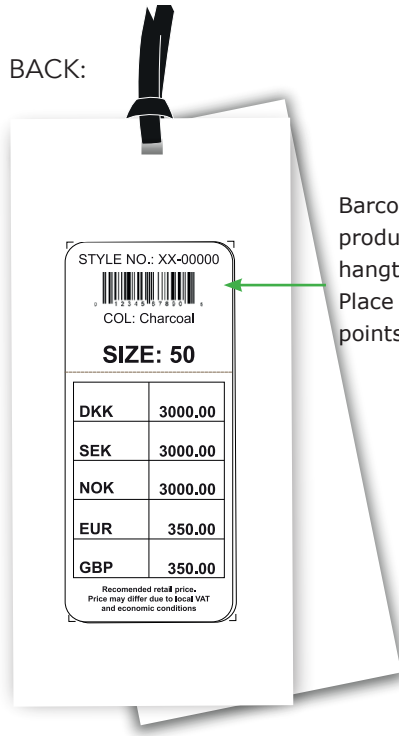 BACK:
STYLE NO.: XX-00000
0 12345 67890 5
COL: Charcoal
SIZE: 50
DKK 3000.00
SEK 3000.00
NOK 3000.00
EUR 350.00
GBP 350.00
Recomended retail price.
Price may differ due to local VAT
and economic conditions
Barco
produ
hangt
Place
points